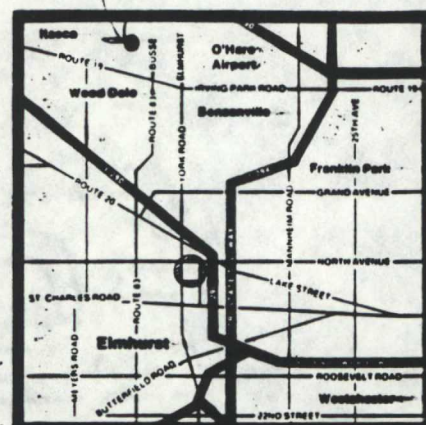 Itasca
O'Hare
Airport
ROUTE 19
BUSSE
ELMHURST
IRVING PARK ROAD
ROUTE 19
Wood Dale
Bensenville
ROUTE 83
YORK ROAD
25TH AVE
Franklin Park
ROUTE 20
GRAND AVENUE
MANNHEIM ROAD
NORTH AVENUE
LAKE STREET
ST. CHARLES ROAD
ROUTE 83
Elmhurst
MEYERS ROAD
BUTTERFIELD ROAD
ROOSEVELT ROAD
Westchester
22ND STREET